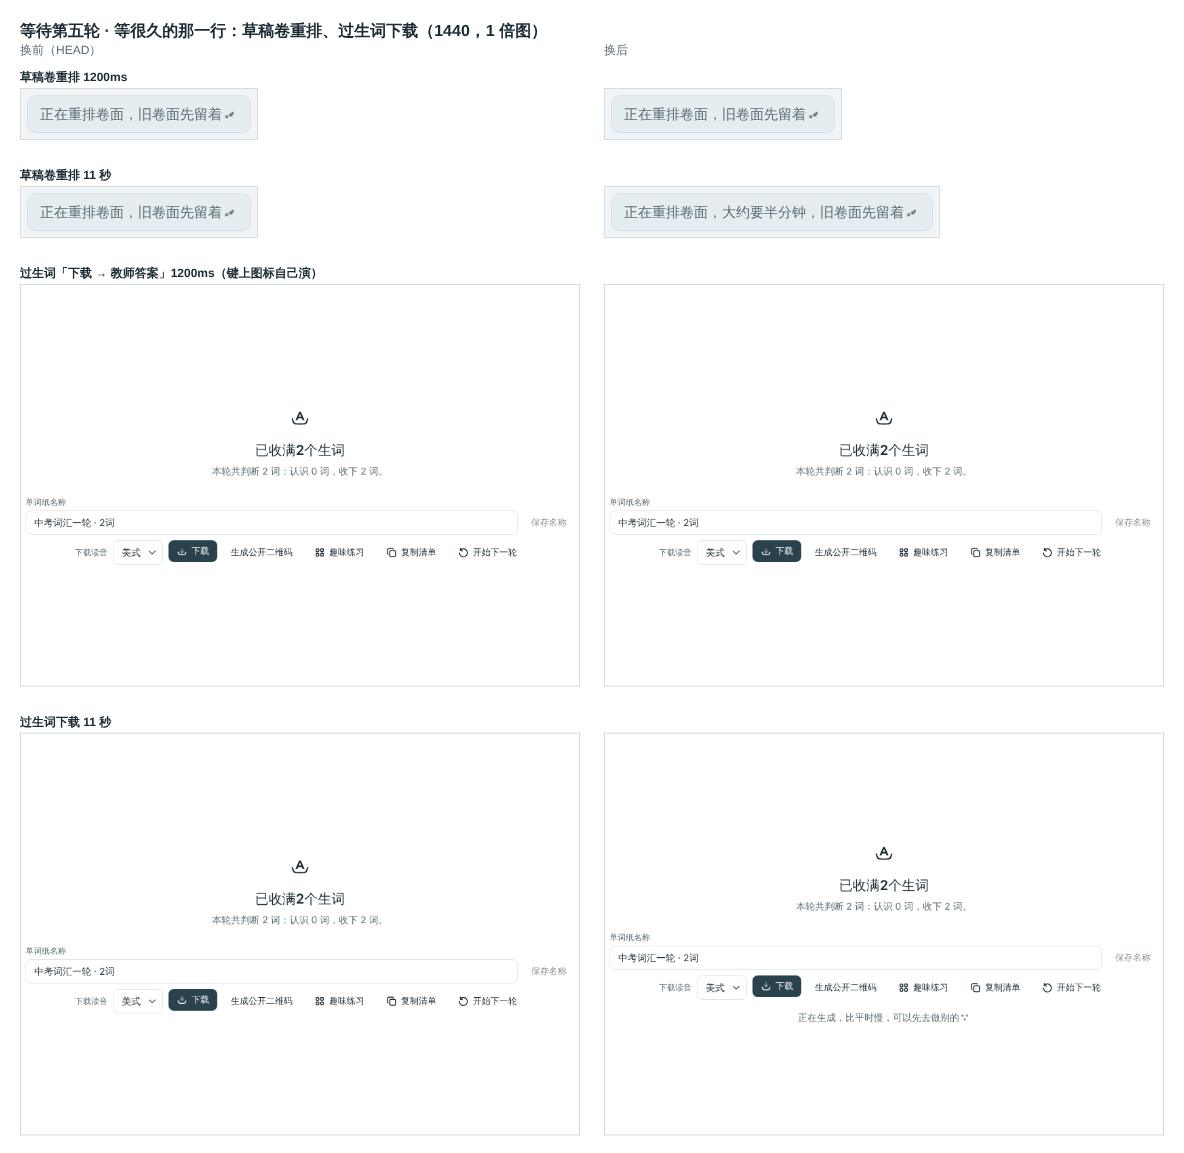 等待第五轮 · 等很久的那一行：草稿卷重排、过生词下载（1440，1 倍图）
换前（HEAD）
换后
草稿卷重排 1200ms
正在重排卷面，旧卷面先留着
正在重排卷面，旧卷面先留着
草稿卷重排 11 秒
正在重排卷面，旧卷面先留着
正在重排卷面，大约要半分钟，旧卷面先留着
过生词「下载 → 教师答案」1200ms（键上图标自己演）
已收满2个生词
本轮共判断 2 词：认识 0 词，收下 2 词。
单词纸名称
中考词汇一轮 · 2词 保存名称
下载读音 美式 下载 生成公开二维码 趣味练习 复制清单 开始下一轮
已收满2个生词
本轮共判断 2 词：认识 0 词，收下 2 词。
单词纸名称
中考词汇一轮 · 2词 保存名称
下载读音 美式 下载 生成公开二维码 趣味练习 复制清单 开始下一轮
过生词下载 11 秒
已收满2个生词
本轮共判断 2 词：认识 0 词，收下 2 词。
单词纸名称
中考词汇一轮 · 2词 保存名称
下载读音 美式 下载 生成公开二维码 趣味练习 复制清单 开始下一轮
已收满2个生词
本轮共判断 2 词：认识 0 词，收下 2 词。
单词纸名称
中考词汇一轮 · 2词 保存名称
下载读音 美式 下载 生成公开二维码 趣味练习 复制清单 开始下一轮
正在生成，比平时慢，可以先去做别的